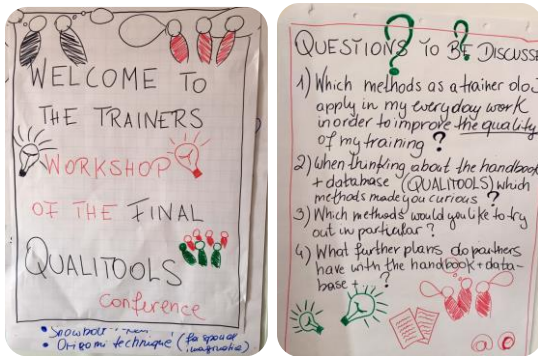 WELCOME TO
THE TRAINERS
WORKSHOP
OF THE FINAL
QUALITOOLS
conference
• Snowball
• Origami technique (for spousal
QUESTIONS TO BE DISCUSSE
1) Which methods as a trainer do I
apply in my everyday work
in order to improve the quality
of my training ?
2) When thinking about the handbook
+ database (QUALITOOLS) which
methods made you curious ?
3) Which methods would you like to try
out in particular ?
4) What further plans do partners
have with the handbook + data-
base + ?